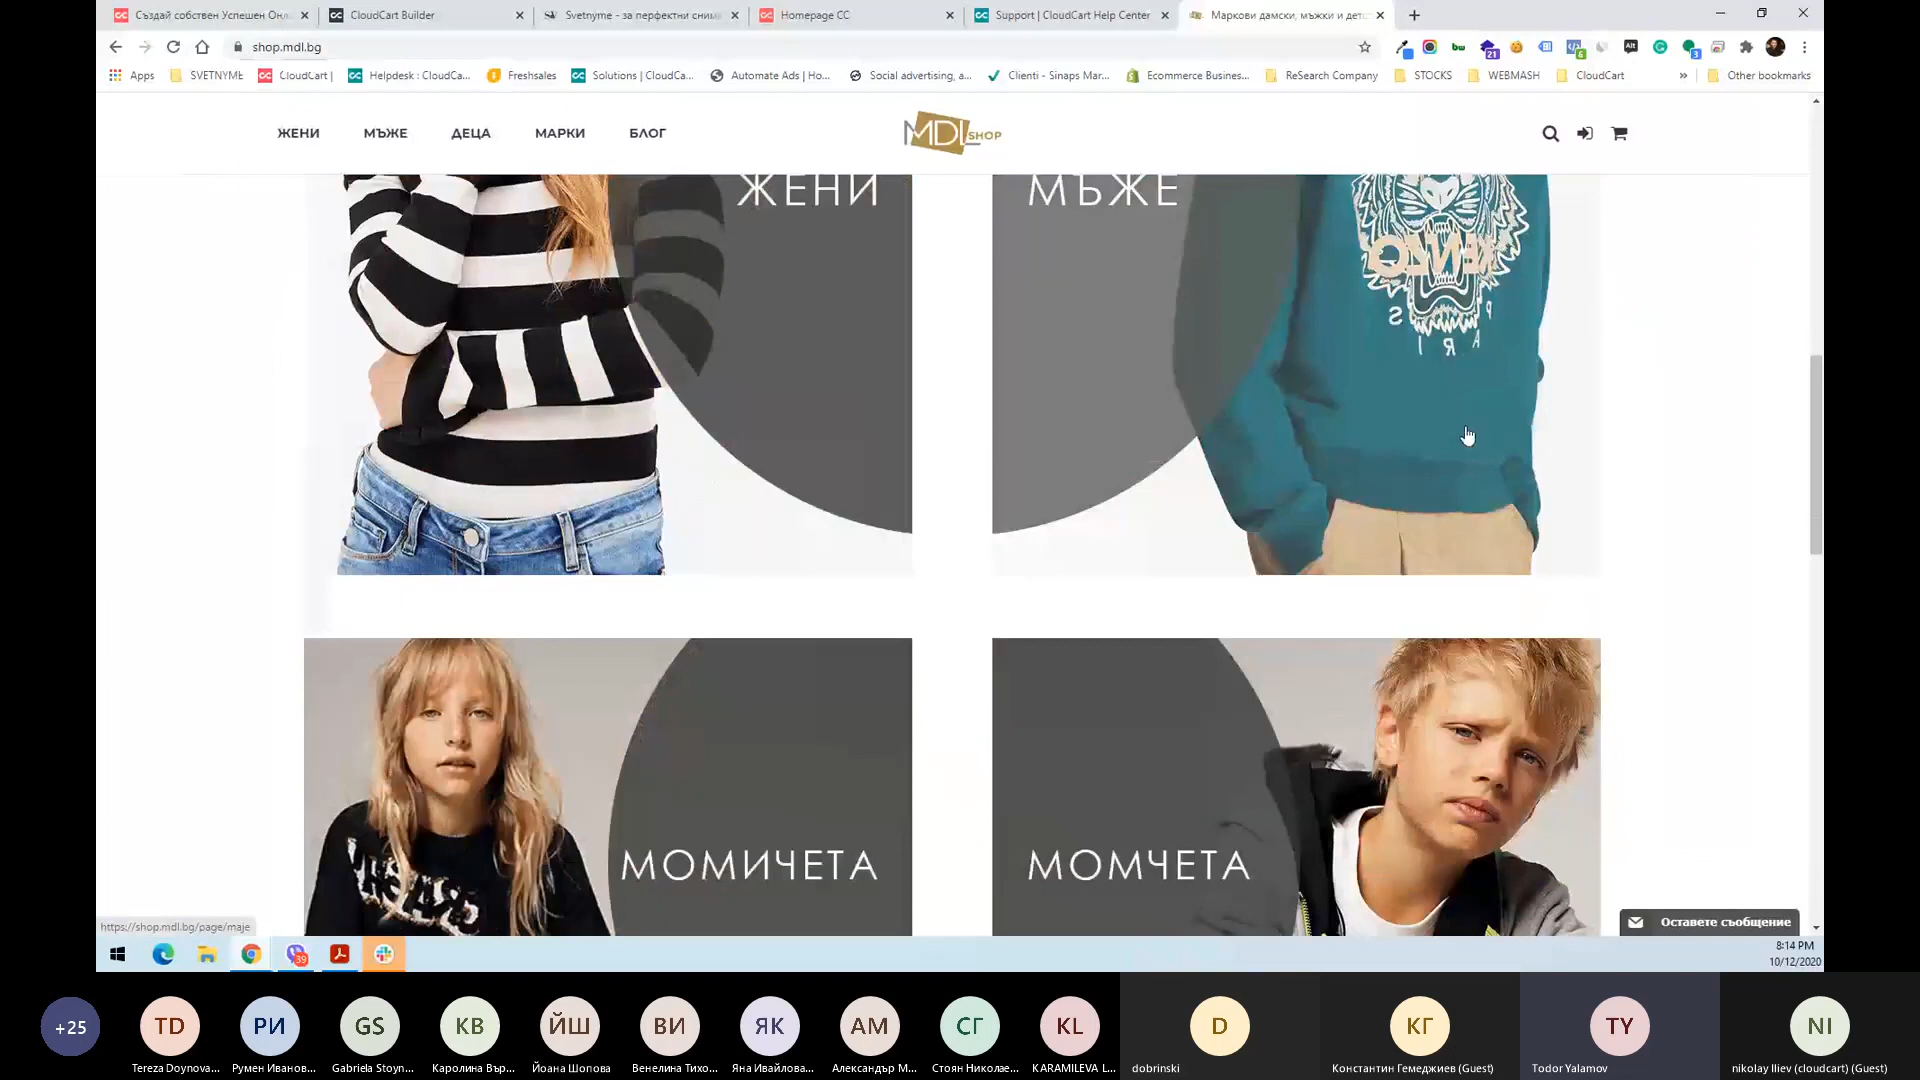 Създай собствен Успешен Онл
CloudCart Builder
Svetnyme - за перфектни сним
Homepage CC
Support | CloudCart Help Center
Маркови дамски, мъжки и детс
shop.mdl.bg
Apps
SVETNYME
CloudCart |
Helpdesk : CloudCa...
Freshsales
Solutions | CloudCa...
Automate Ads | Ho...
Social advertising, a...
Clienti - Sinaps Mar...
Ecommerce Busines...
ReSearch Company
STOCKS
WEBMASH
CloudCart
»
Other bookmarks
ЖЕНИ
МЪЖЕ
ДЕЦА
МАРКИ
БЛОГ
MDL SHOP
ЖЕНИ
МЪЖЕ
KENZO
PARIS
МОМИЧЕТА
МОМЧЕТА
https://shop.mdl.bg/page/maje
Оставете съобщение
39
8:14 PM
10/12/2020
+25
TD
РИ
GS
КВ
ЙШ
ВИ
ЯК
АМ
СГ
KL
D
КГ
TY
NI
Tereza Doynova...
Румен Иванов...
Gabriela Stoyn...
Каролина Вър...
Йоана Шопова
Венелина Тихо...
Яна Ивайлова...
Александър М...
Стоян Николае...
KARAMILEVA L...
dobrinski
Константин Гемеджиев (Guest)
Todor Yalamov
nikolay Iliev (cloudcart) (Guest)